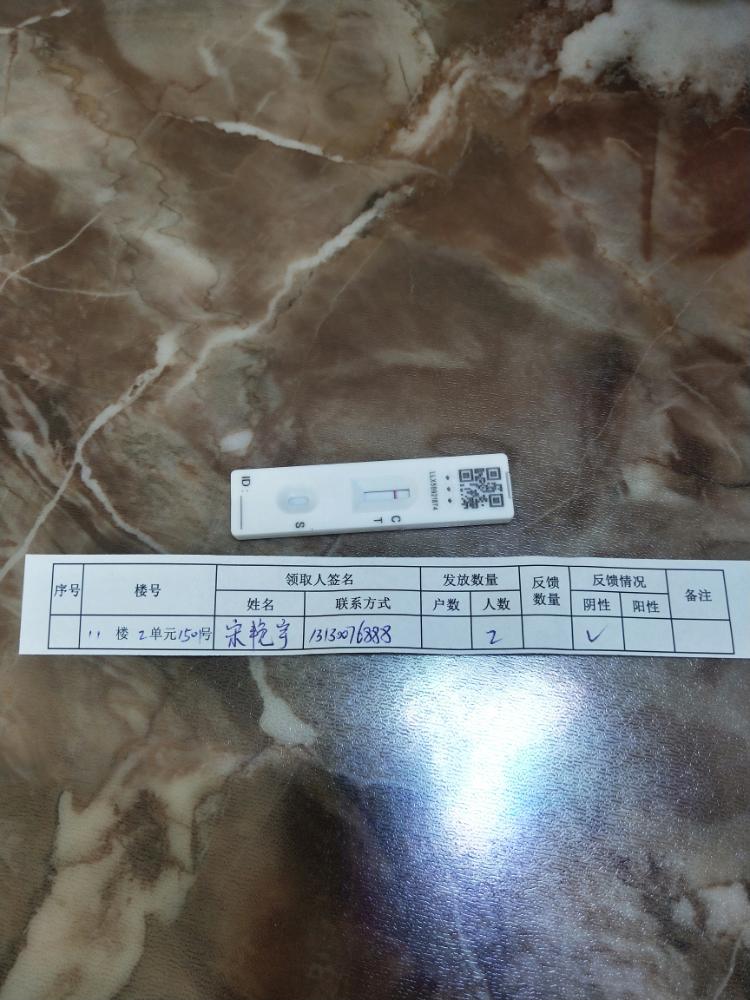 ID:
S
C
T
序号 楼号 领取人签名 发放数量 反馈数量 反馈情况 备注
姓名 联系方式 户数 人数 阴性 阳性
11 楼 2单元1501号 宋艳宇 13130076888 2 ✓